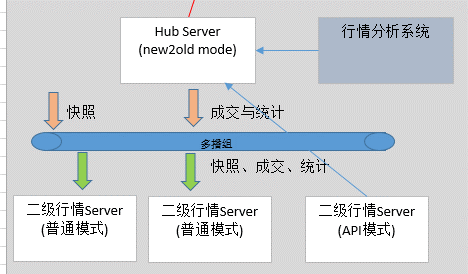 Hub Server
(new2old mode)
行情分析系统
快照
成交与统计
多播组
快照、成交、统计
二级行情Server
(普通模式)
二级行情Server
(普通模式)
二级行情Server
(API模式)